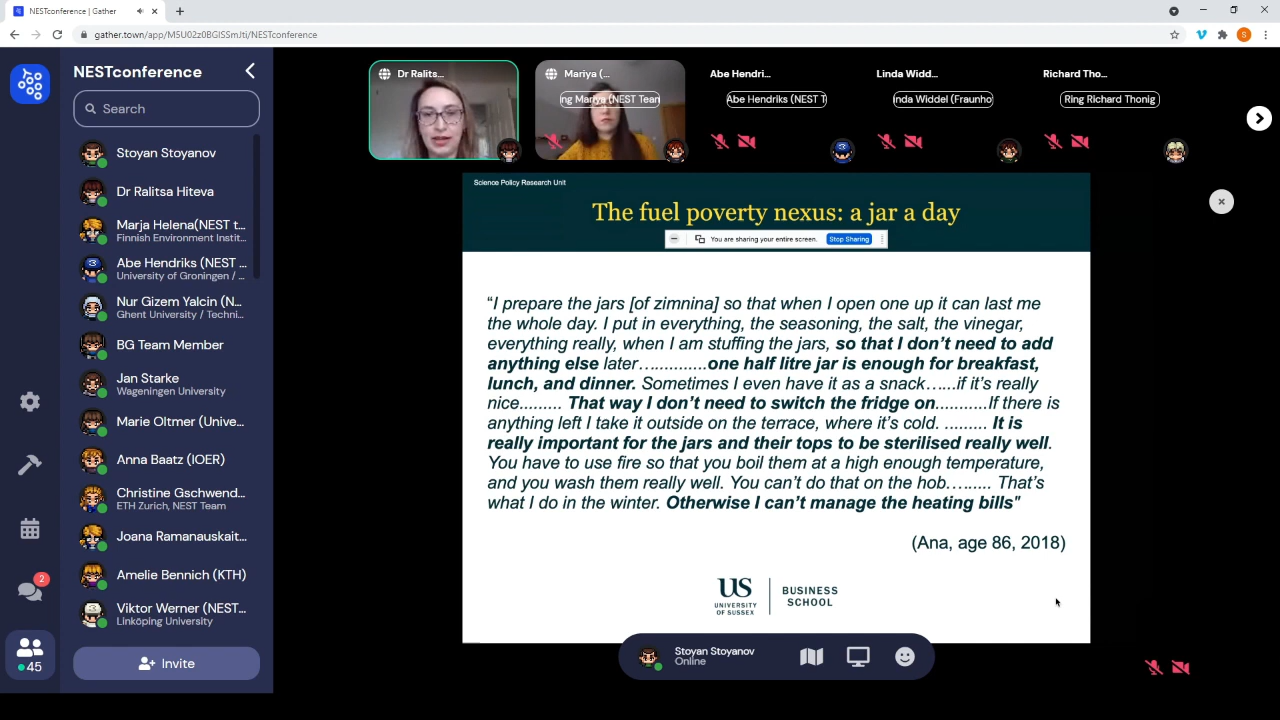 NESTconference | Gather
gather.town/app/M5U02z0BGlSSmJti/NESTconference
NESTconference
Search
Stoyan Stoyanov
Dr Ralitsa Hiteva
Marja Helena(NEST t...
Finnish Environment Instit...
Abe Hendriks (NEST ...
University of Groningen / ...
Nur Gizem Yalcin (N...
Ghent University / Techni...
BG Team Member
Jan Starke
Wageningen University
Marie Oltmer (Unive...
Anna Baatz (IOER)
Christine Gschwend...
ETH Zurich, NEST Team
Joana Ramanauskait...
Amelie Bennich (KTH)
Viktor Werner (NEST...
Linköping University
2
45
Invite
Dr Ralits...
Mariya (...
ng Mariya (NEST Tean
Abe Hendri...
Abe Hendriks (NEST T
Linda Widd...
nda Widdel (Fraunho
Richard Tho...
Ring Richard Thonig
S
Science Policy Research Unit
The fuel poverty nexus: a jar a day
You are sharing your entire screen.
Stop Sharing
“I prepare the jars [of zimnina] so that when I open one up it can last me
the whole day. I put in everything, the seasoning, the salt, the vinegar,
everything really, when I am stuffing the jars, so that I don’t need to add
anything else later…............one half litre jar is enough for breakfast,
lunch, and dinner. Sometimes I even have it as a snack…...if it’s really
nice......... That way I don’t need to switch the fridge on...........If there is
anything left I take it outside on the terrace, where it’s cold. ......... It is
really important for the jars and their tops to be sterilised really well.
You have to use fire so that you boil them at a high enough temperature,
and you wash them really well. You can’t do that on the hob…...... That’s
what I do in the winter. Otherwise I can’t manage the heating bills"
(Ana, age 86, 2018)
US
UNIVERSITY
OF SUSSEX
BUSINESS
SCHOOL
Stoyan Stoyanov
Online